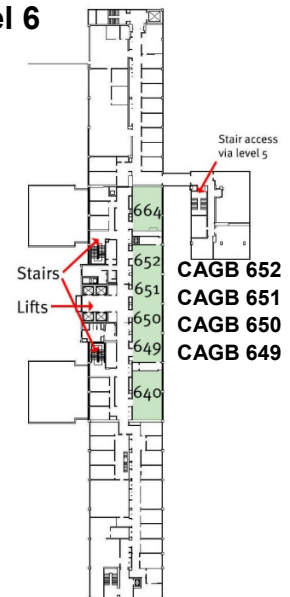 el 6
Stair access
via level 5
664
Stairs
652
CAGB 652
651
CAGB 651
Lifts
650
CAGB 650
649
CAGB 649
640